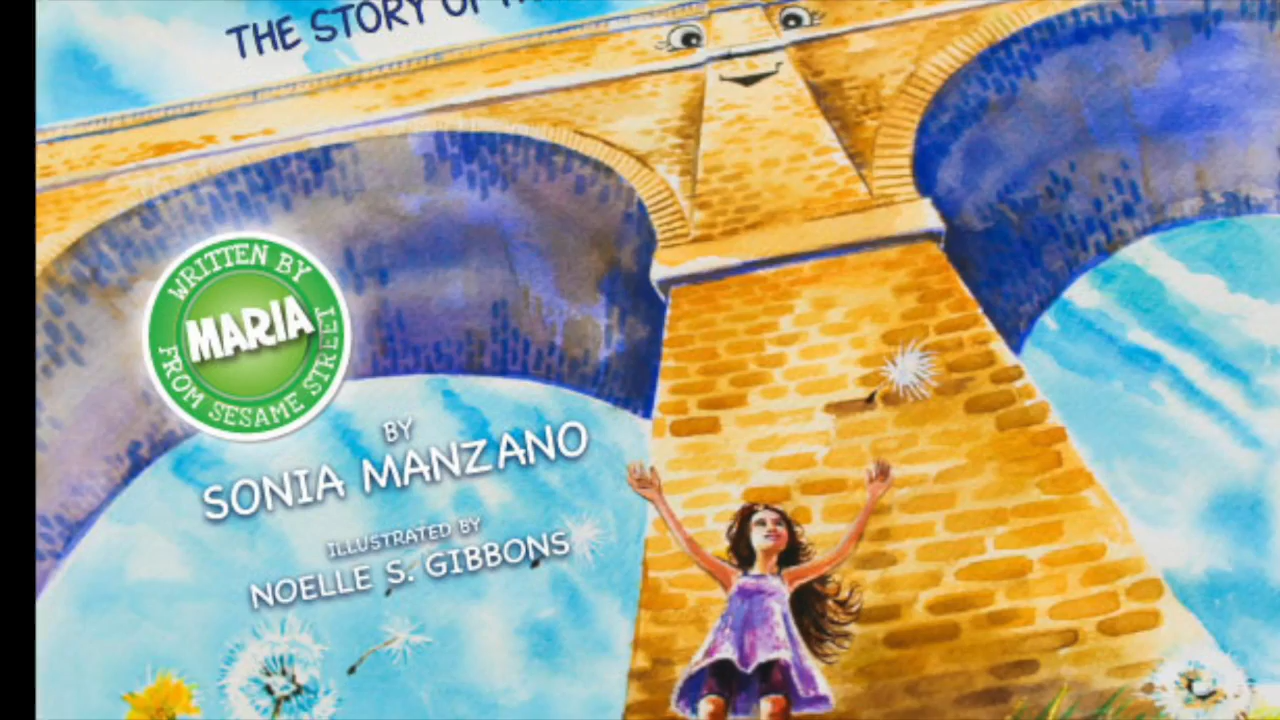 THE STORY OF
WRITTEN BY
MARIA
FROM SESAME STREET
BY
SONIA MANZANO
ILLUSTRATED BY
NOELLE S. GIBBONS